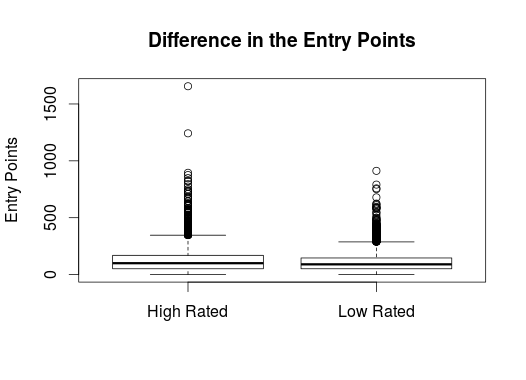 Difference in the Entry Points
Entry Points
1500
1000
500
0
High Rated
Low Rated